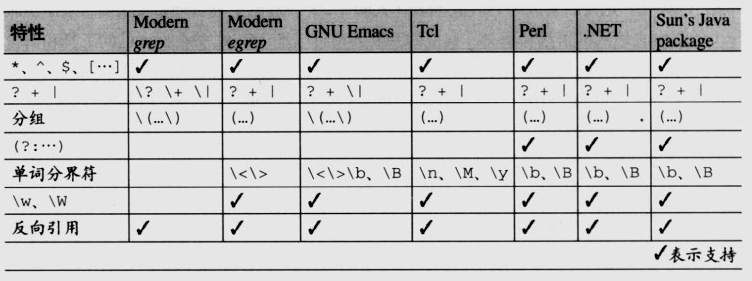 特性 Modern grep Modern egrep GNU Emacs Tcl Perl .NET Sun's Java package
*、^、$、[…] ✓ ✓ ✓ ✓ ✓ ✓ ✓
? + | \? \+ \| ? + | ? + \| ? + | ? + | ? + | ? + |
分组 \(…\) (…) \(…\) (…) (…) (…) (…)
(?:…) ✓ ✓ ✓
单词分界符 \<\> \<\>\b、\B \n、\M、\y \b、\B \b、\B \b、\B
\w、\W ✓ ✓ ✓ ✓ ✓ ✓
反向引用 ✓ ✓ ✓ ✓ ✓ ✓ ✓
✓表示支持